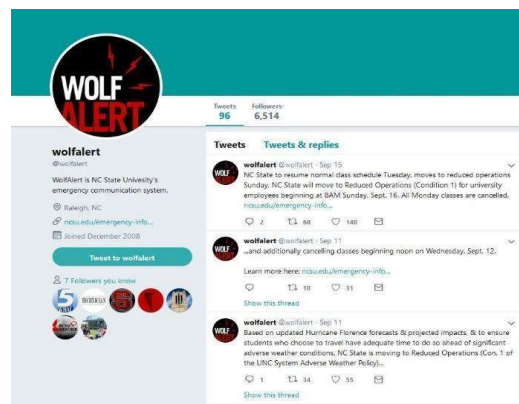 WOLF
ALERT
Tweets
96
Followers
6,514
wolfalert
@wolfalert
WolfAlert is NC State Univesity's
emergency communication system.
Raleigh, NC
ncsu.edu/emergency-info...
Joined December 2008
Tweet to wolfalert
7 Followers you know
Tweets
Tweets & replies
wolfalert @wolfalert · Sep 15
NC State to resume normal class schedule Tuesday, moves to reduced operations
Sunday. NC State will move to Reduced Operations (Condition 1) for university
employees beginning at 8AM Sunday, Sept. 16. All Monday classes are cancelled.
ncsu.edu/emergency-info...
2
68
140
wolfalert @wolfalert · Sep 11
...and additionally cancelling classes beginning noon on Wednesday, Sept. 12.
Learn more here: ncsu.edu/emergency-info...
10
31
Show this thread
wolfalert @wolfalert · Sep 11
Based on updated Hurricane Florence forecasts & projected impacts, & to ensure
students who choose to travel have adequate time to do so ahead of significant
adverse weather conditions, NC State is moving to Reduced Operations (Con. 1 of
the UNC System Adverse Weather Policy)...
1
34
55
Show this thread